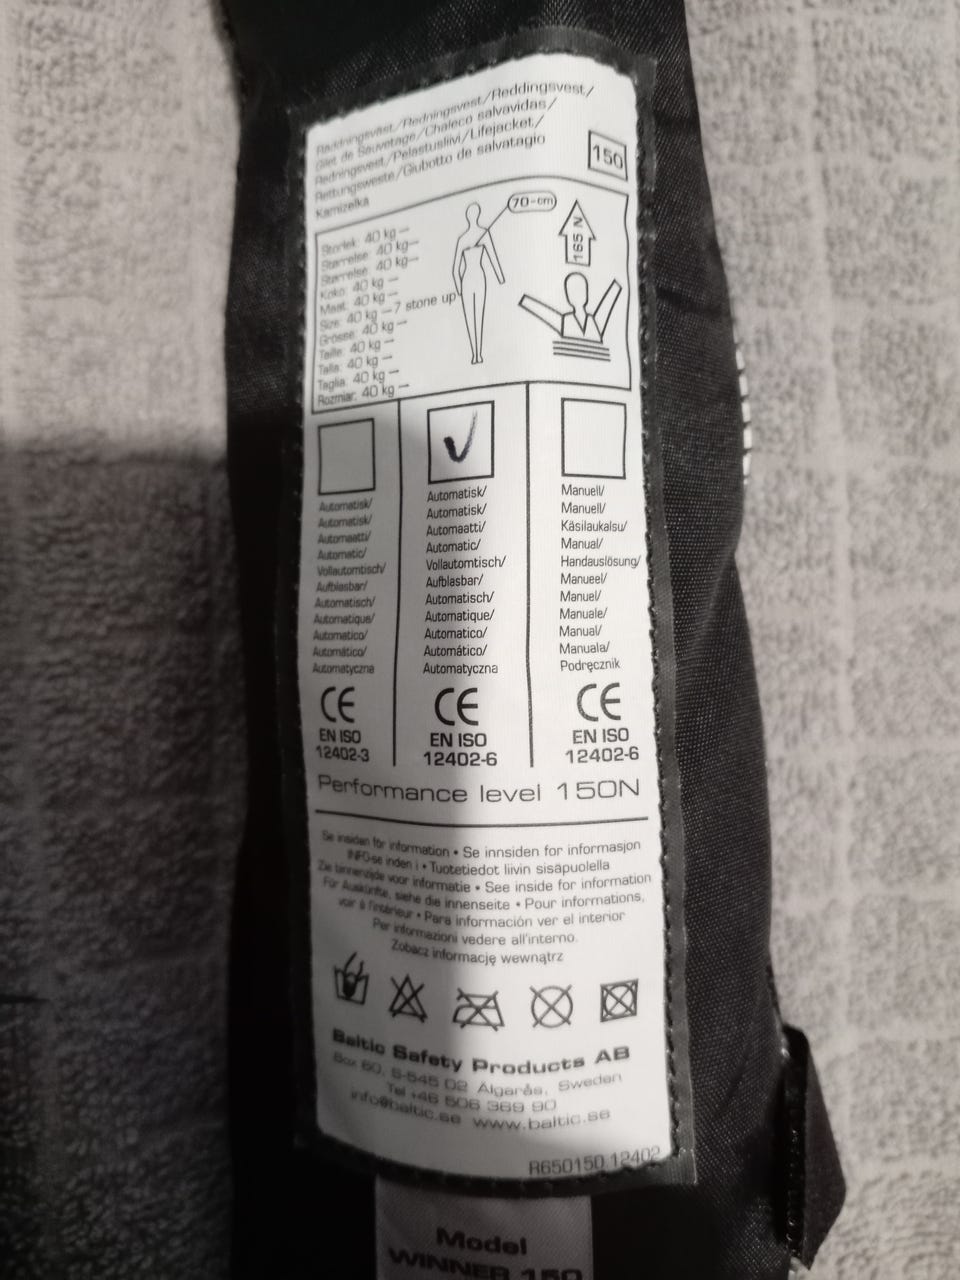 Räddningsväst/Redningsvest/Reddingsvest/
Gilet de Sauvetage/Chaleco salvavidas/
Redningsvest/Pelastusliivi/Lifejacket/
Rettungsweste/Giubotto de salvatagio
Kamizelka
150
Storlek: 40 kg –
Størrelse: 40 kg–
Størrelse: 40 kg–
Koko: 40 kg –
Maat: 40 kg –
Size: 40 kg –7 stone up
Grösse: 40 kg –
Taille: 40 kg –
Talla: 40 kg –
Taglia: 40 kg –
Rozmiar: 40 kg –
70-cm
165 N
Automatisk/
Automatisk/
Automaatti/
Automatic/
Vollautomtisch/
Aufblasbar/
Automatisch/
Automatique/
Automatico/
Automático/
Automatyczna
CE
EN ISO
12402-3
Automatisk/
Automatisk/
Automaatti/
Automatic/
Vollautomtisch/
Aufblasbar/
Automatisch/
Automatique/
Automatico/
Automático/
Automatyczna
CE
EN ISO
12402-6
Manuell/
Manuell/
Käsilaukalsu/
Manual/
Handauslösung/
Manueel/
Manuel/
Manuale/
Manual/
Manuala/
Podręcznik
CE
EN ISO
12402-6
Performance level 150N
Se insidan för information • Se innsiden for informasjon
INFO-se inden i • Tuotetiedot liivin sisäpuolella
Zie binnenzijde voor informatie • See inside for information
Für Auskünfte, siehe die innenseite • Pour informations,
voir à l'intérieur • Para información ver el interior
Per informazioni vedere all'interno.
Zobacz informację wewnątrz
Baltic Safety Products AB
Box 60, S-545 02 Älgarås, Sweden
Tel +46 506 369 90
info@baltic.se www.baltic.se
R650150.12402
Model
WINNER 150